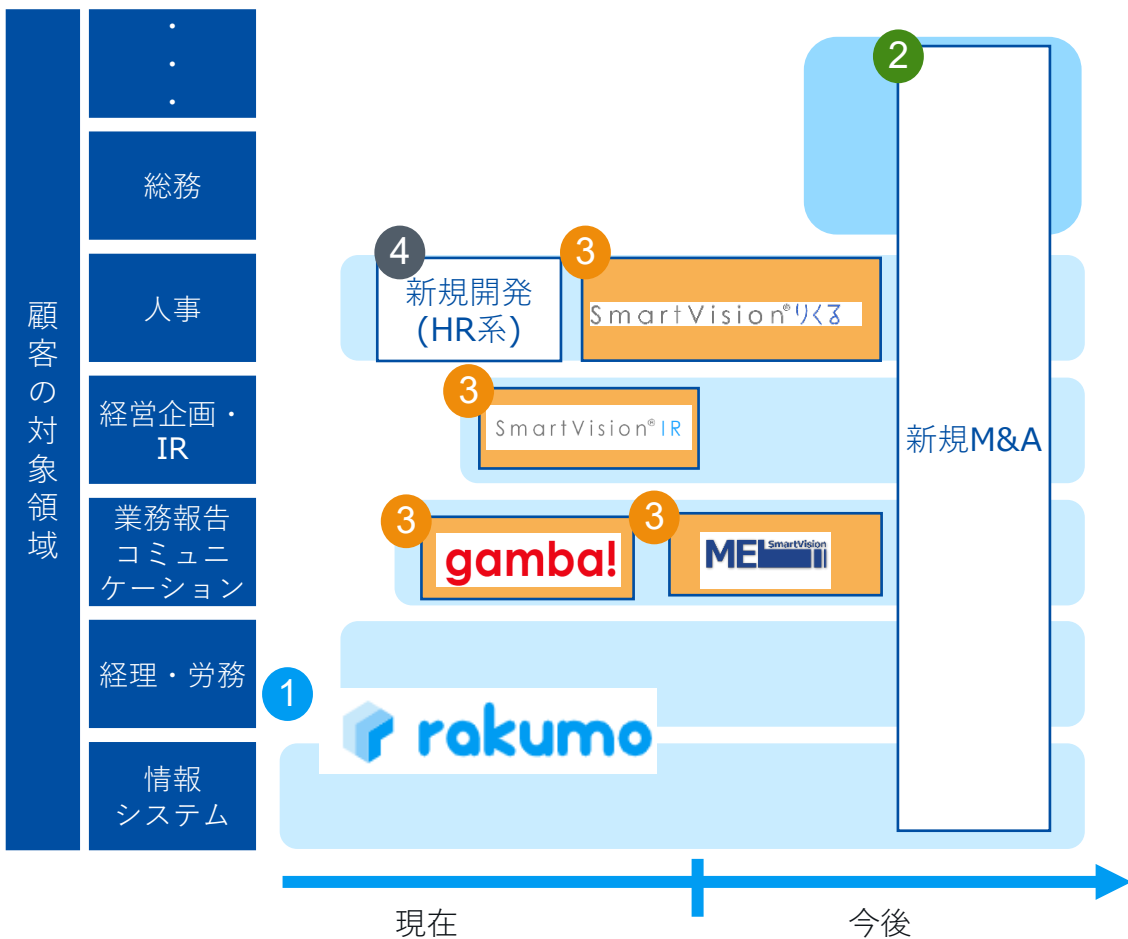 顧客の対象領域
・
・
・
総務
人事
経営企画・
IR
業務報告
コミュニ
ケーション
経理・労務
情報
システム
2
新規M&A
4
新規開発
(HR系)
3
SmartVision®りくる
3
SmartVision®IR
3
gamba!
3
MEL
SmartVision
1
rakumo
現在
今後